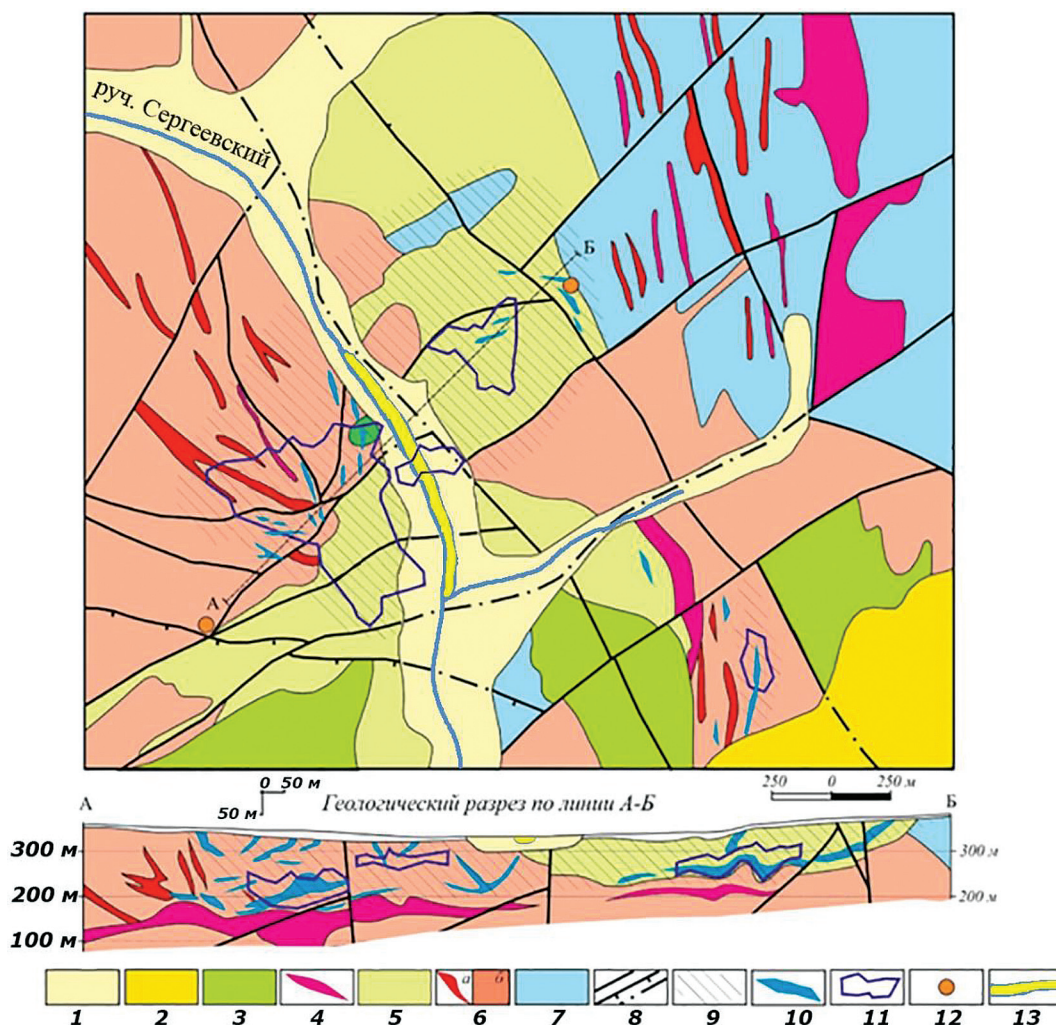 руч. Сергеевский
Б
А
0 50 м
50 м
Геологический разрез по линии А-Б
250 0 250 м
А
Б
300 м
300 м
200 м
200 м
100 м
а б
1 2 3 4 5 6 7 8 9 10 11 12 13